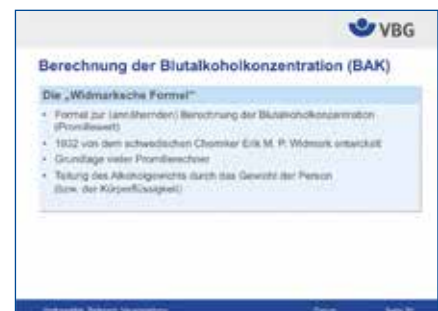 VBG
Berechnung der Blutalkoholkonzentration (BAK)
Die „Widmarksche Formel“
• Formel zur (annähernden) Berechnung der Blutalkoholkonzentration
(Promillewert)
• 1932 von dem schwedischen Chemiker Erik M. P. Widmark entwickelt
• Grundlage vieler Promillerechner
• Teilung des Alkoholgewichts durch das Gewicht der Person
(bzw. der Körperflüssigkeit)